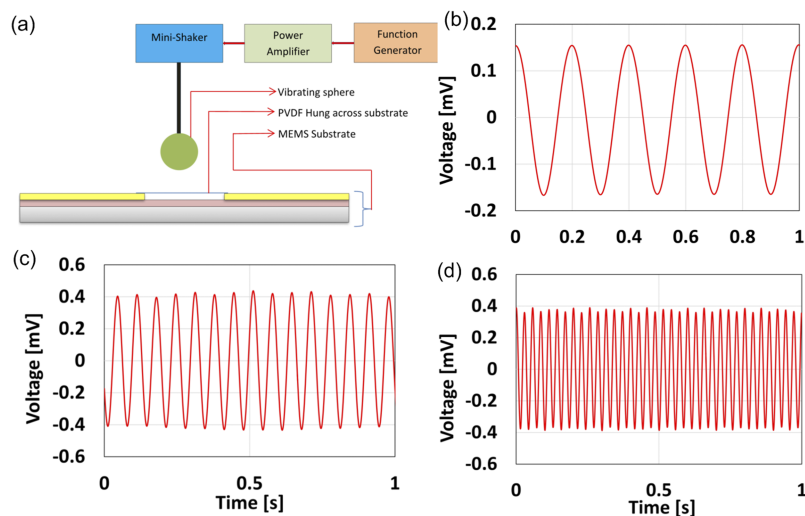 (a)
Mini-Shaker
Power
Amplifier
Function
Generator
Vibrating sphere
PVDF Hung across substrate
MEMS Substrate
(b)
Voltage [mV]
0.2
0.1
0
-0.1
-0.2
0 0.2 0.4 0.6 0.8 1
(c)
Voltage [mV]
0.6
0.4
0.2
0
-0.2
-0.4
-0.6
0 0.5 1
Time [s]
(d)
Voltage [mV]
0.6
0.4
0.2
0
-0.2
-0.4
-0.6
0 0.5 1
Time [s]